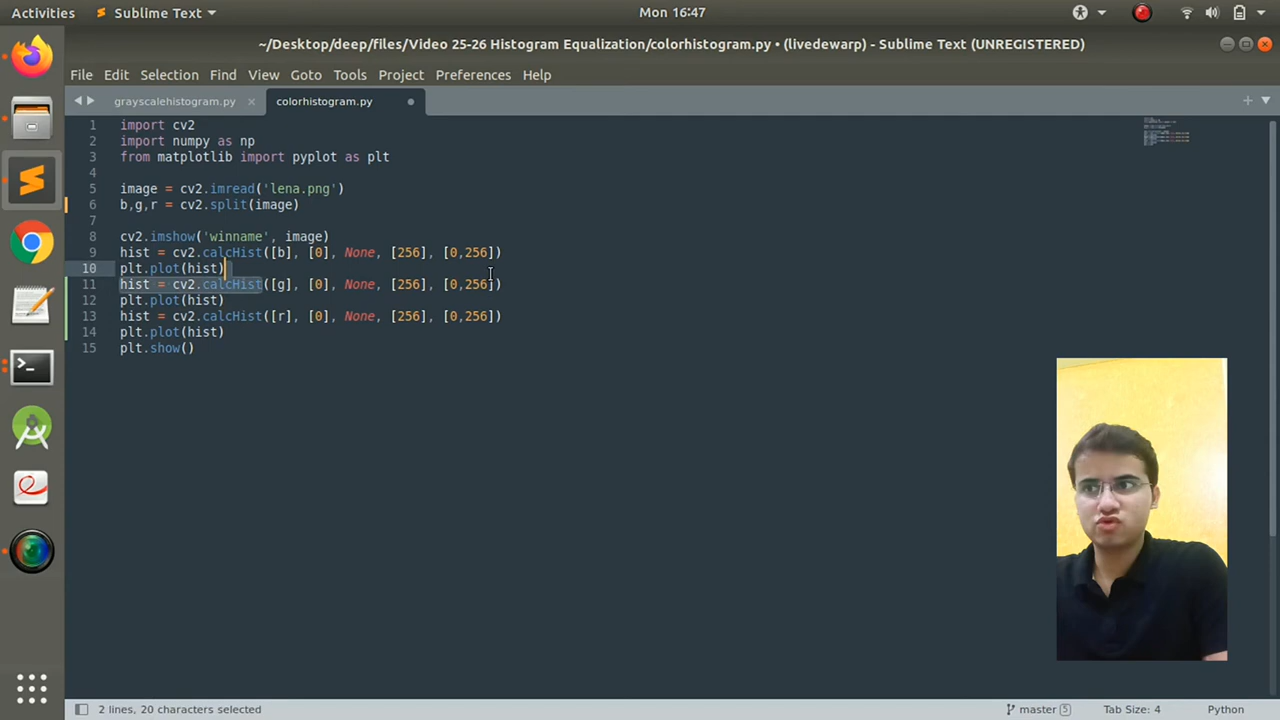 Activities Sublime Text Mon 16:47
~/Desktop/deep/files/Video 25-26 Histogram Equalization/colorhistogram.py • (livedewarp) - Sublime Text (UNREGISTERED)
File Edit Selection Find View Goto Tools Project Preferences Help
grayscalehistogram.py colorhistogram.py
1 import cv2
2 import numpy as np
3 from matplotlib import pyplot as plt
4
5 image = cv2.imread('lena.png')
6 b,g,r = cv2.split(image)
7
8 cv2.imshow('winname', image)
9 hist = cv2.calcHist([b], [0], None, [256], [0,256])
10 plt.plot(hist)
11 hist = cv2.calcHist([g], [0], None, [256], [0,256])
12 plt.plot(hist)
13 hist = cv2.calcHist([r], [0], None, [256], [0,256])
14 plt.plot(hist)
15 plt.show()
2 lines, 20 characters selected master 5 Tab Size: 4 Python